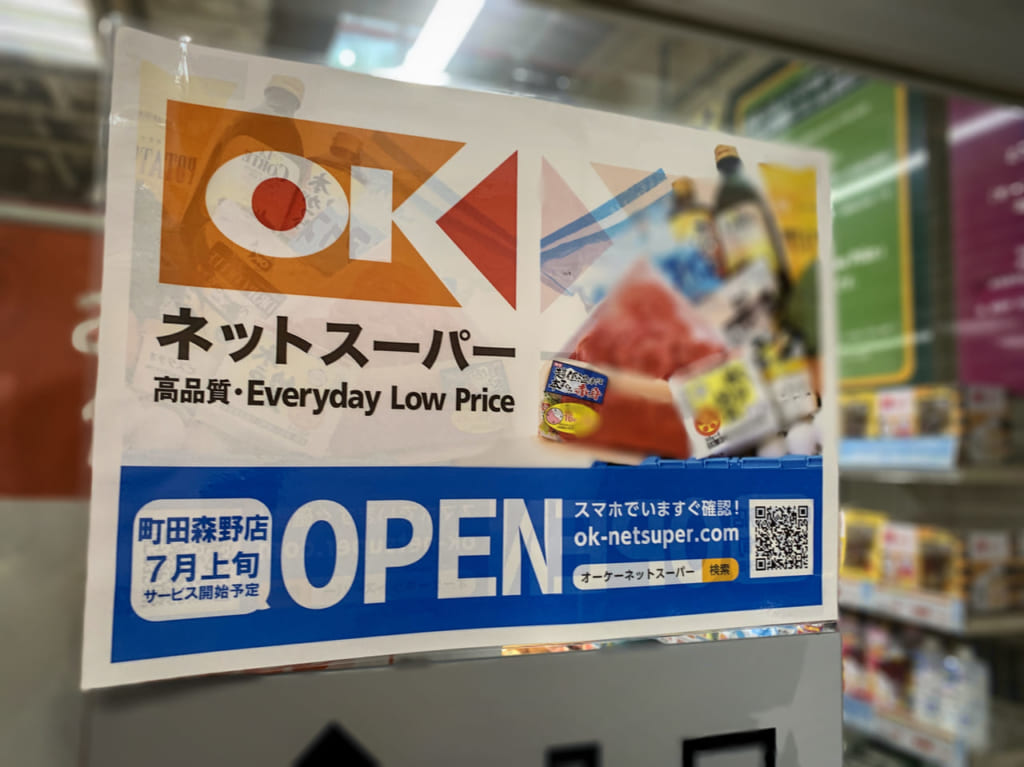 OK
ネットスーパー
高品質・Everyday Low Price
町田森野店
7月上旬
サービス開始予定
OPEN
スマホでいますぐ確認！
ok-netsuper.com
オーケーネットスーパー 検索